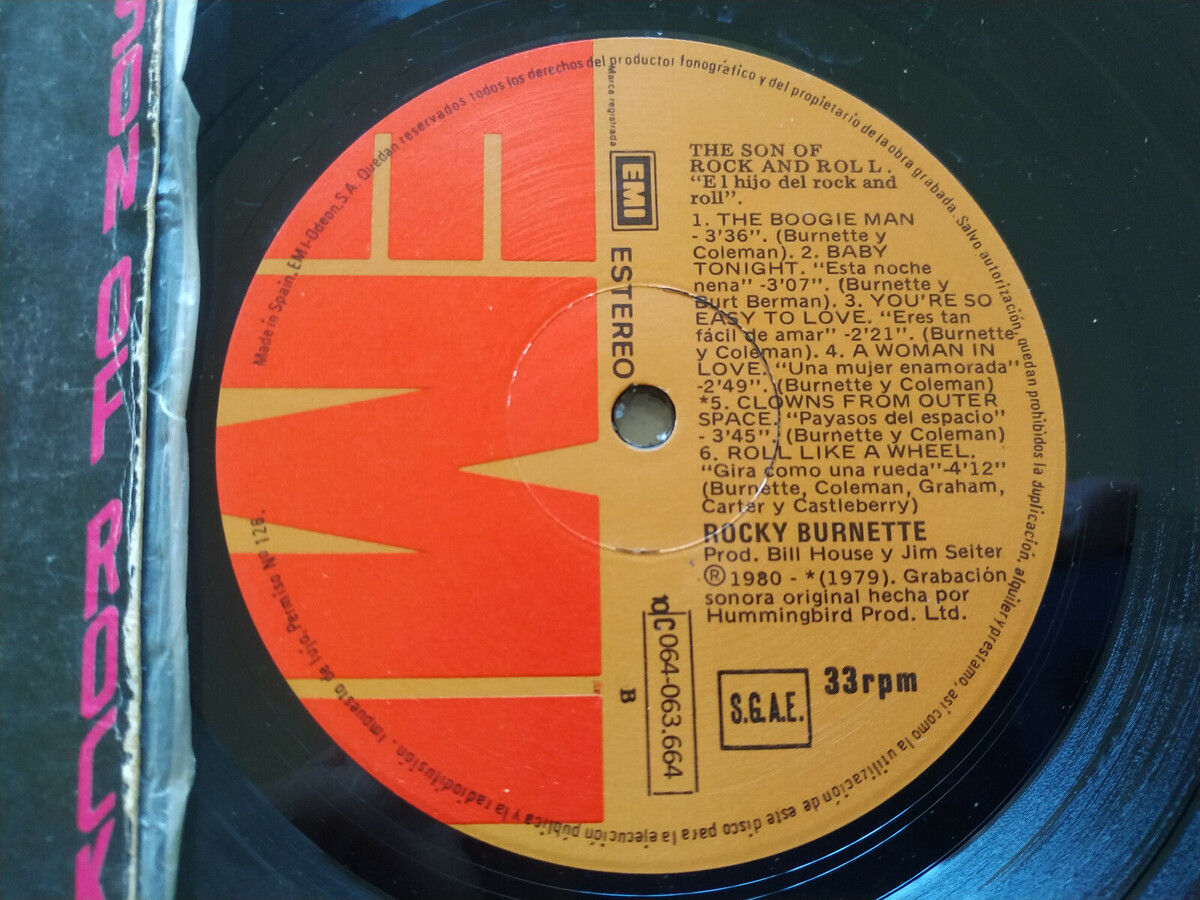 SON OF ROCK
Made in Spain. EMI-Odeon, S.A. Quedan reservados todos los derechos del productor fonográfico y del propietario de la obra grabada. Salvo autorización, quedan prohibidos la duplicación, alquiler y préstamo, así como la utilización de este disco para la ejecución pública y la radiodifusión. Impuesto de lujo, Permiso Nº 128.
Marca registrada
EMI
ESTEREO
THE SON OF
ROCK AND ROLL.
“El hijo del rock and
roll”.
1. THE BOOGIE MAN
- 3'36”. (Burnette y
Coleman). 2. BABY
TONIGHT. “Esta noche
nena” -3'07”. (Burnette y
Burt Berman). 3. YOU'RE SO
EASY TO LOVE. “Eres tan
fácil de amar” -2'21”. (Burnette
y Coleman). 4. A WOMAN IN
LOVE. “Una mujer enamorada”
-2'49”. (Burnette y Coleman)
*5. CLOWNS FROM OUTER
SPACE. “Payasos del espacio”
- 3'45”. (Burnette y Coleman)
6. ROLL LIKE A WHEEL.
“Gira como una rueda”-4'12”
(Burnette, Coleman, Graham,
Carter y Castleberry)
ROCKY BURNETTE
Prod. Bill House y Jim Seiter
Ⓡ 1980 - *(1979). Grabación
sonora original hecha por
Hummingbird Prod. Ltd.
10C 064-063.664
B
S.G.A.E.
33rpm